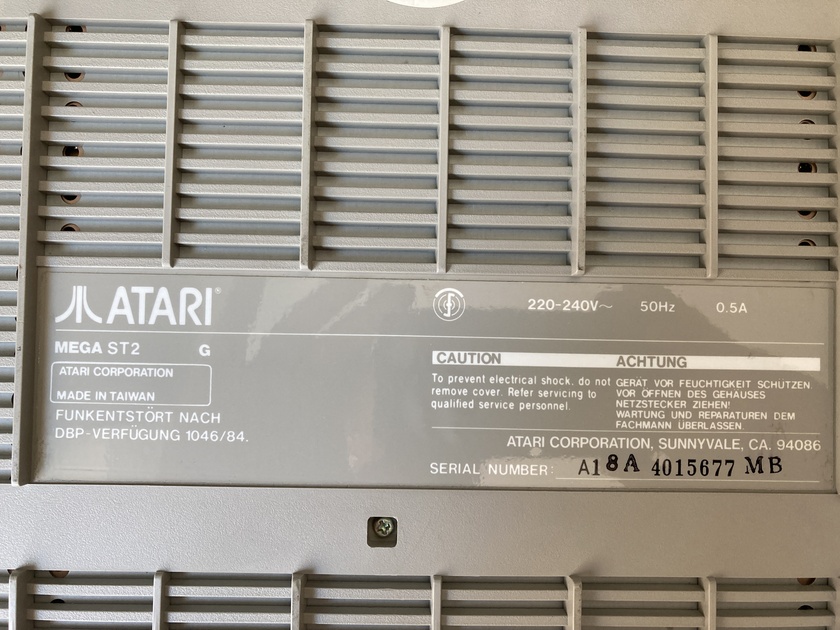 ATARI®
MEGA ST2 G
ATARI CORPORATION
MADE IN TAIWAN
FUNKENTSTÖRT NACH
DBP-VERFÜGUNG 1046/84.
220-240V~ 50Hz 0.5A
CAUTION
To prevent electrical shock, do not
remove cover. Refer servicing to
qualified service personnel
ACHTUNG
GERÄT VOR FEUCHTIGKEIT SCHÜTZEN
VOR ÖFFNEN DES GEHÄUSES
NETZSTECKER ZIEHEN!
WARTUNG UND REPARATUREN DEM
FACHMANN ÜBERLASSEN
ATARI CORPORATION, SUNNYVALE, CA. 94086
SERIAL NUMBER: A1 8 A 4015677 MB